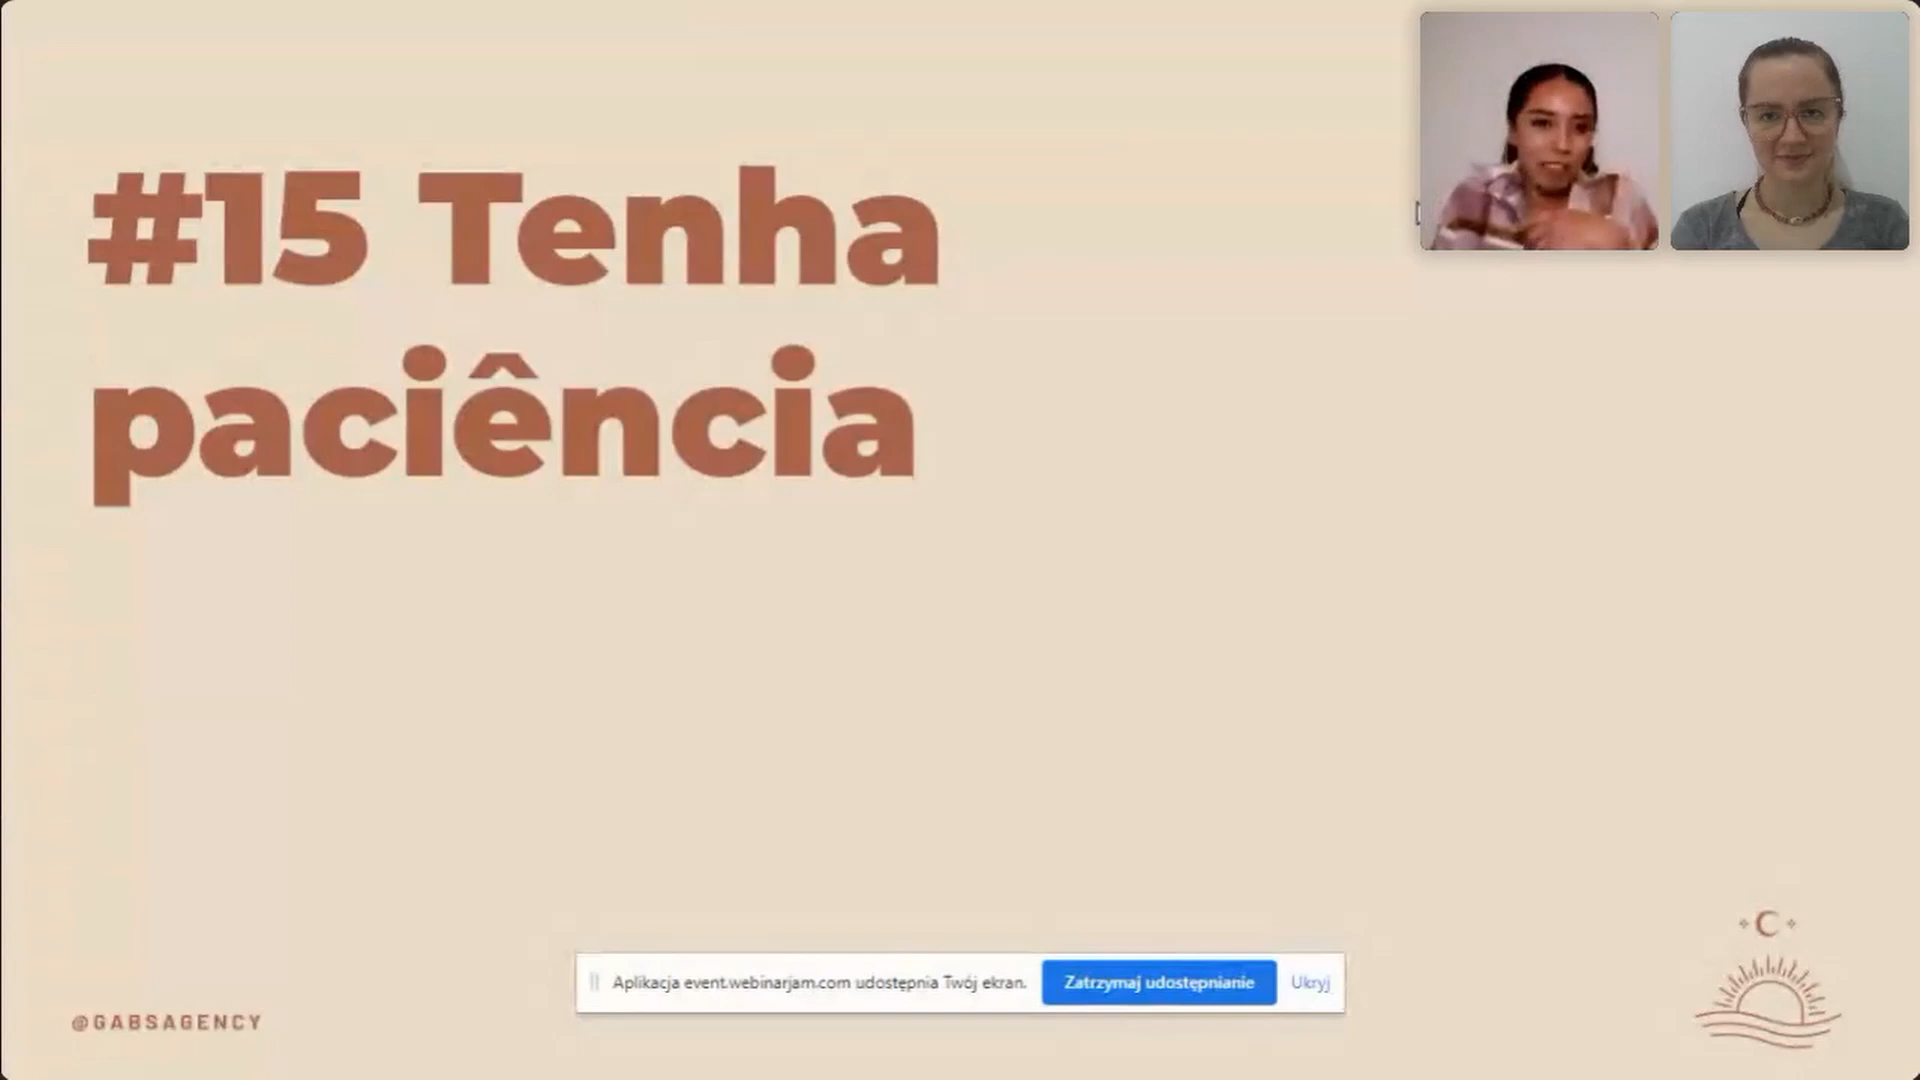 #15 Tenha
paciência
Aplikacja event.webinarjam.com udostępnia Twój ekran.
Zatrzymaj udostępnianie
Ukryj
@GABSAGENCY